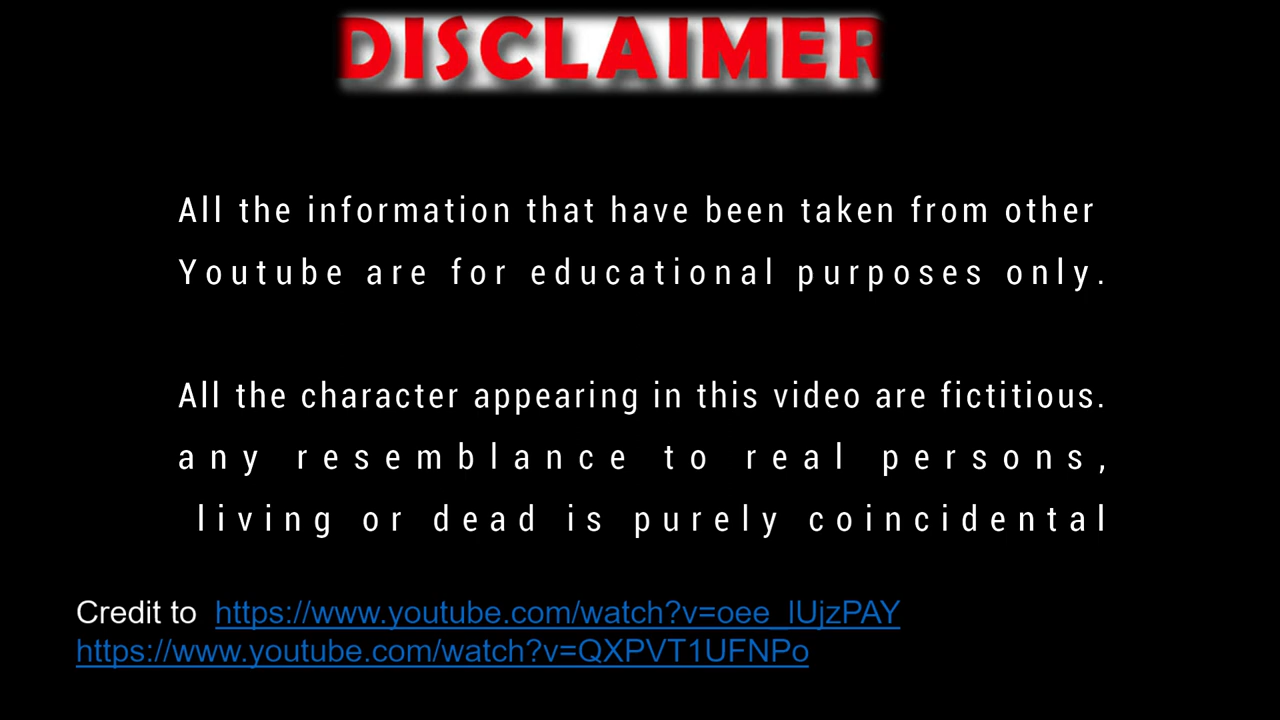 DISCLAIMER
All the information that have been taken from other
Youtube are for educational purposes only.
All the character appearing in this video are fictitious.
any resemblance to real persons,
living or dead is purely coincidental
Credit to https://www.youtube.com/watch?v=oee_lUjzPAY
https://www.youtube.com/watch?v=QXPVT1UFNPo